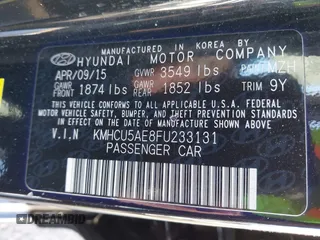 MANUFACTURED IN KOREA BY
HYUNDAI MOTOR COMPANY
APR/09/15 GVWR 3549 lbs
GAWR FRONT 1874 lbs GAWR REAR 1852 lbs TRIM 9Y
THIS VEHICLE CONFORMS TO ALL APPLICABLE U.S.A.
FEDERAL MOTOR VEHICLE SAFETY, BUMPER, AND
THEFT PREVENTION STANDARDS IN EFFECT ON THE
DATE OF MANUFACTURE SHOWN ABOVE.
V.I.N KMHCU5AE8FU233131
PASSENGER CAR
DREAMBID